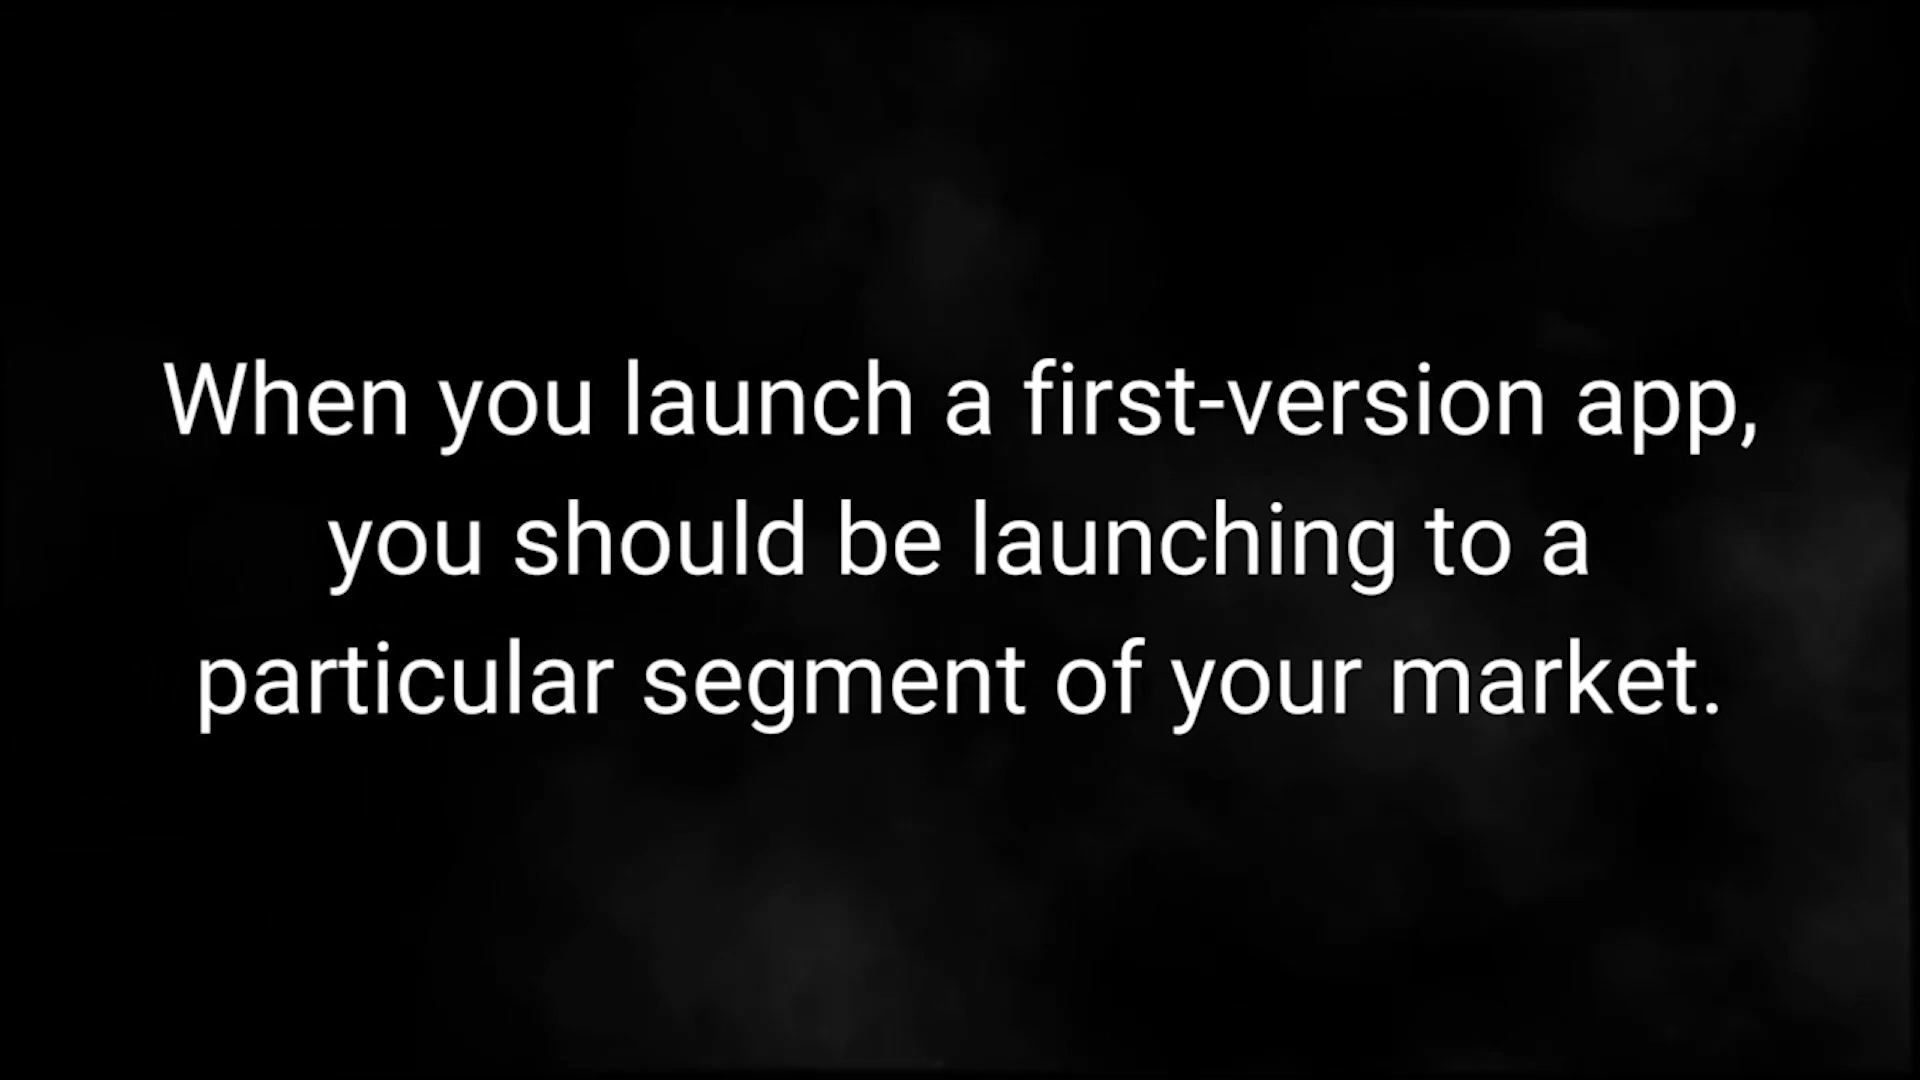 When you launch a first-version app,
you should be launching to a
particular segment of your market.